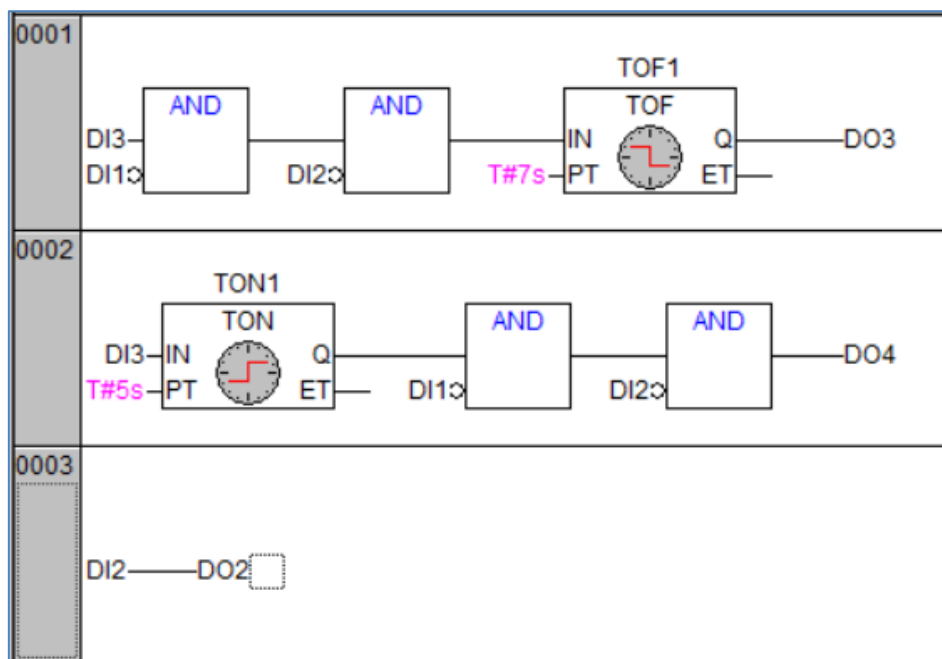 0001
TOF1
AND AND TOF
DI3 IN Q DO3
DI1 DI2 T#7s PT ET
0002
TON1
TON AND AND
DI3 IN Q DO4
T#5s PT ET DI1 DI2
0003
DI2 DO2